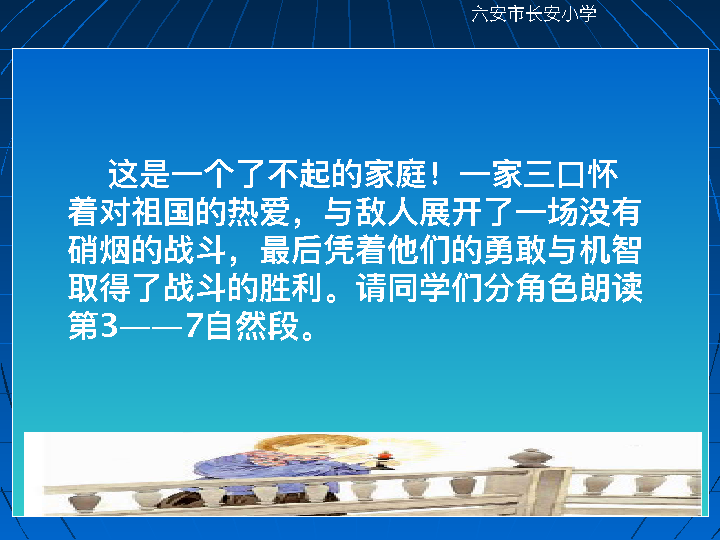 六安市长安小学
这是一个了不起的家庭！一家三口怀
着对祖国的热爱，与敌人展开了一场没有
硝烟的战斗，最后凭着他们的勇敢与机智
取得了战斗的胜利。请同学们分角色朗读
第3——7自然段。